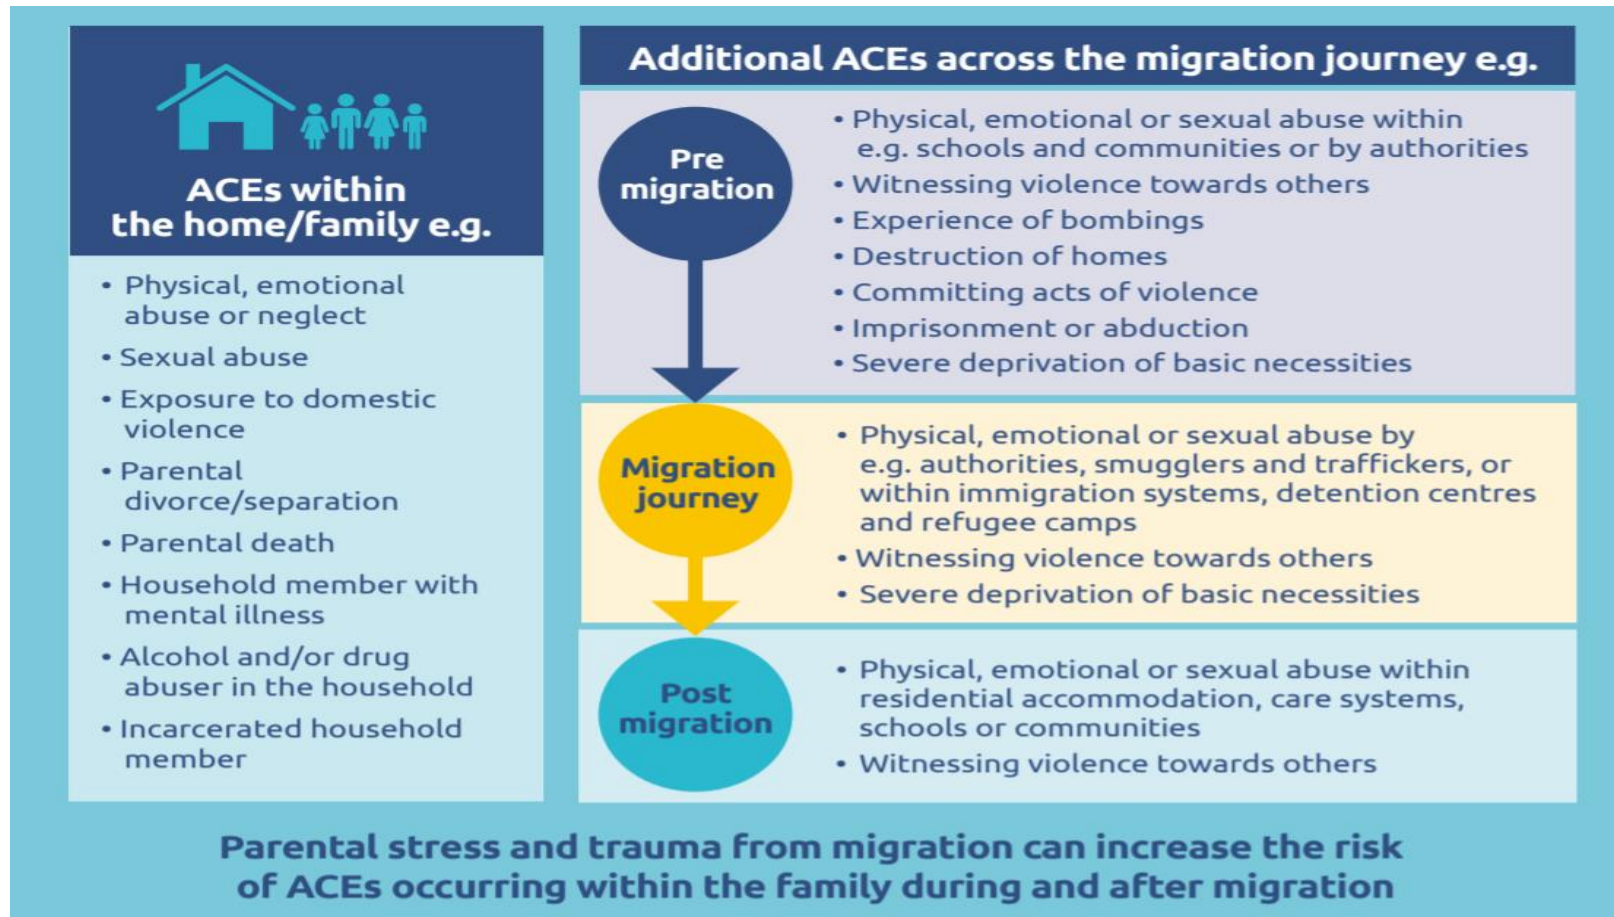 ACEs within
the home/family e.g.
• Physical, emotional
abuse or neglect
• Sexual abuse
• Exposure to domestic
violence
• Parental
divorce/separation
• Parental death
• Household member with
mental illness
• Alcohol and/or drug
abuser in the household
• Incarcerated household
member
Additional ACEs across the migration journey e.g.
Pre
migration
• Physical, emotional or sexual abuse within
e.g. schools and communities or by authorities
• Witnessing violence towards others
• Experience of bombings
• Destruction of homes
• Committing acts of violence
• Imprisonment or abduction
• Severe deprivation of basic necessities
Migration
journey
• Physical, emotional or sexual abuse by
e.g. authorities, smugglers and traffickers, or
within immigration systems, detention centres
and refugee camps
• Witnessing violence towards others
• Severe deprivation of basic necessities
Post
migration
• Physical, emotional or sexual abuse within
residential accommodation, care systems,
schools or communities
• Witnessing violence towards others
Parental stress and trauma from migration can increase the risk
of ACEs occurring within the family during and after migration